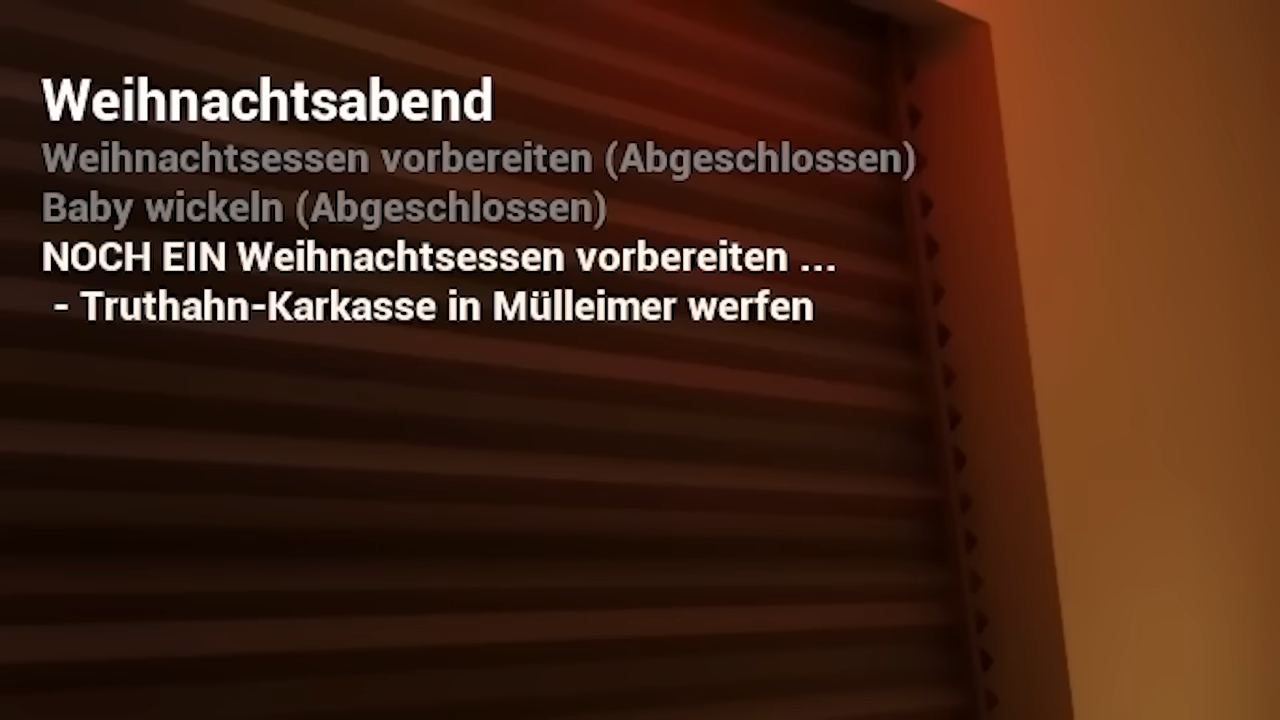 Weihnachtsabend
Weihnachtsessen vorbereiten (Abgeschlossen)
Baby wickeln (Abgeschlossen)
NOCH EIN Weihnachtsessen vorbereiten ...
- Truthahn-Karkasse in Mülleimer werfen